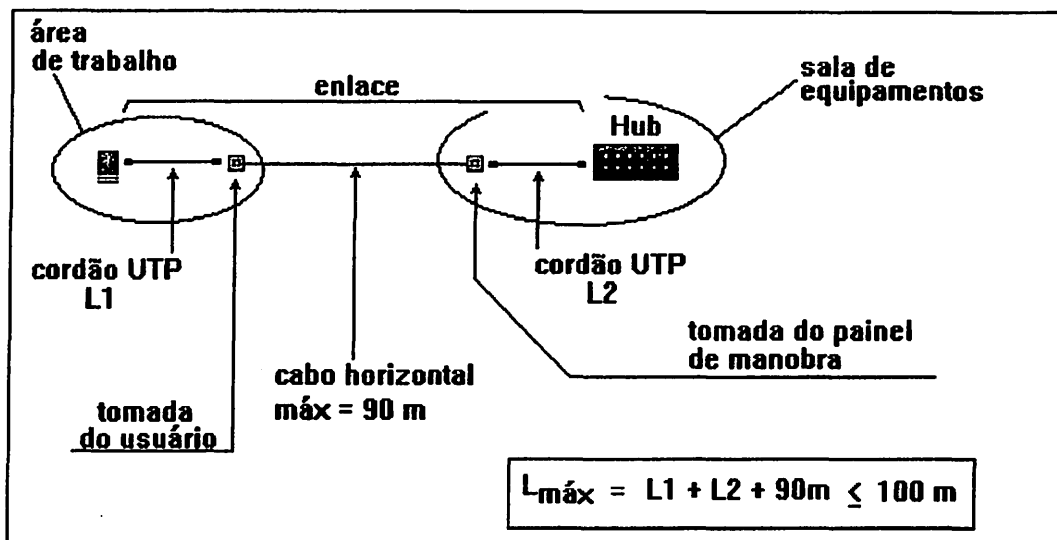 área
de trabalho
enlace
sala de
equipamentos
Hub
cordão UTP
L1
cordão UTP
L2
tomada do painel
de manobra
cabo horizontal
máx = 90 m
tomada
do usuário
Lmáx = L1 + L2 + 90m ≤ 100 m